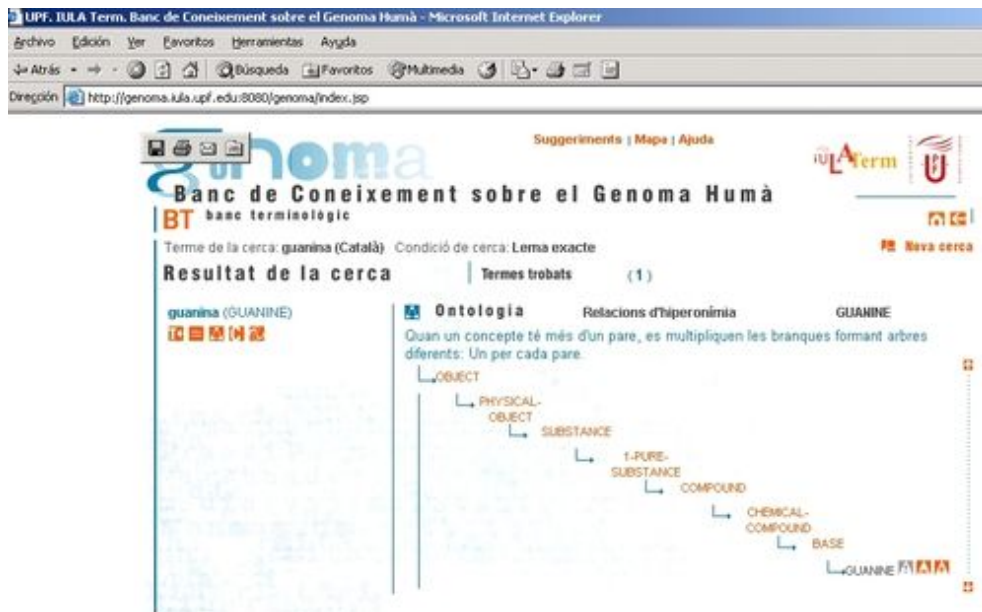 UPF. IULA Term. Banc de Coneixement sobre el Genoma Humà - Microsoft Internet Explorer
Archivo Edición Ver Favoritos Herramientas Ayuda
Atrás Búsqueda Favoritos Multimedia
Dirección http://genoma.iula.upf.edu:8080/genoma/index.jsp
Suggeriments | Mapa | Ajuda
genoma
iULATerm
Banc de Coneixement sobre el Genoma Humà
BT banc terminològic
Terme de la cerca: guanina (Català) Condició de cerca: Lema exacte
Nova cerca
Resultat de la cerca Termes trobats (1)
guanina (GUANINE)
Ontologia Relacions d'hiperonímia GUANINE
Quan un concepte té més d'un pare, es multipliquen les branques formant arbres
diferents: Un per cada pare.
OBJECT
PHYSICAL-
OBJECT
SUBSTANCE
1-PURE-
SUBSTANCE
COMPOUND
CHEMICAL-
COMPOUND
BASE
GUANINE